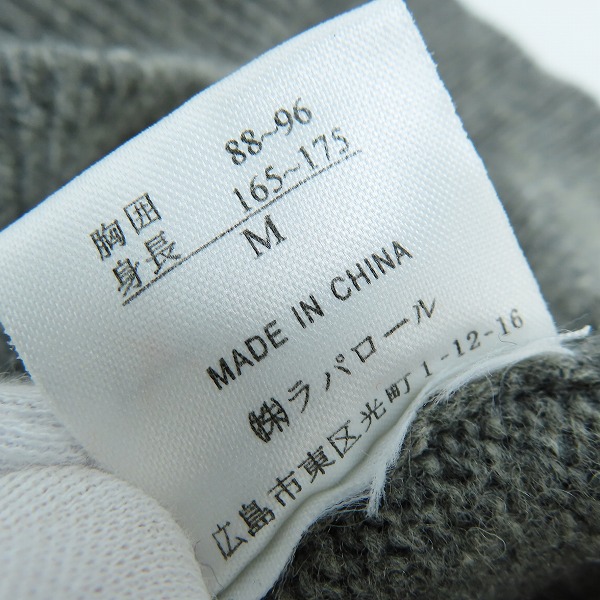 胸囲 88~96
身長 165~175
M
MADE IN CHINA
㈱ラパロール
広島市東区光町1-12-16